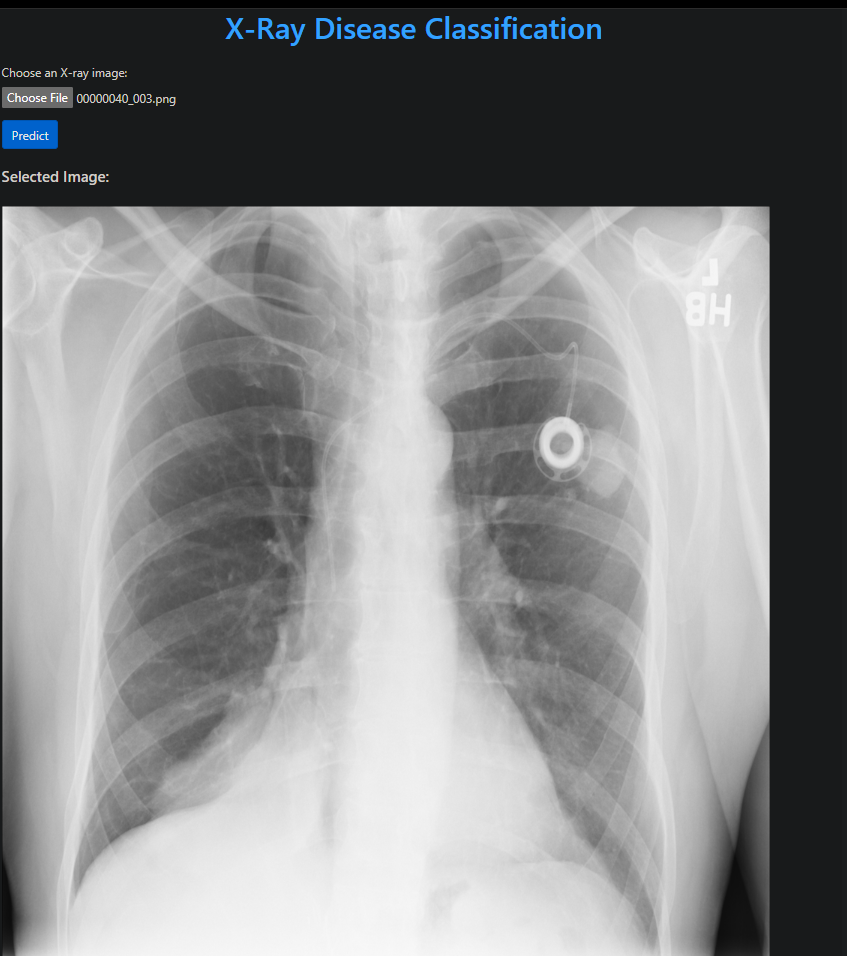 X-Ray Disease Classification
Choose an X-ray image:
Choose File 00000040_003.png
Predict
Selected Image:
L
HB